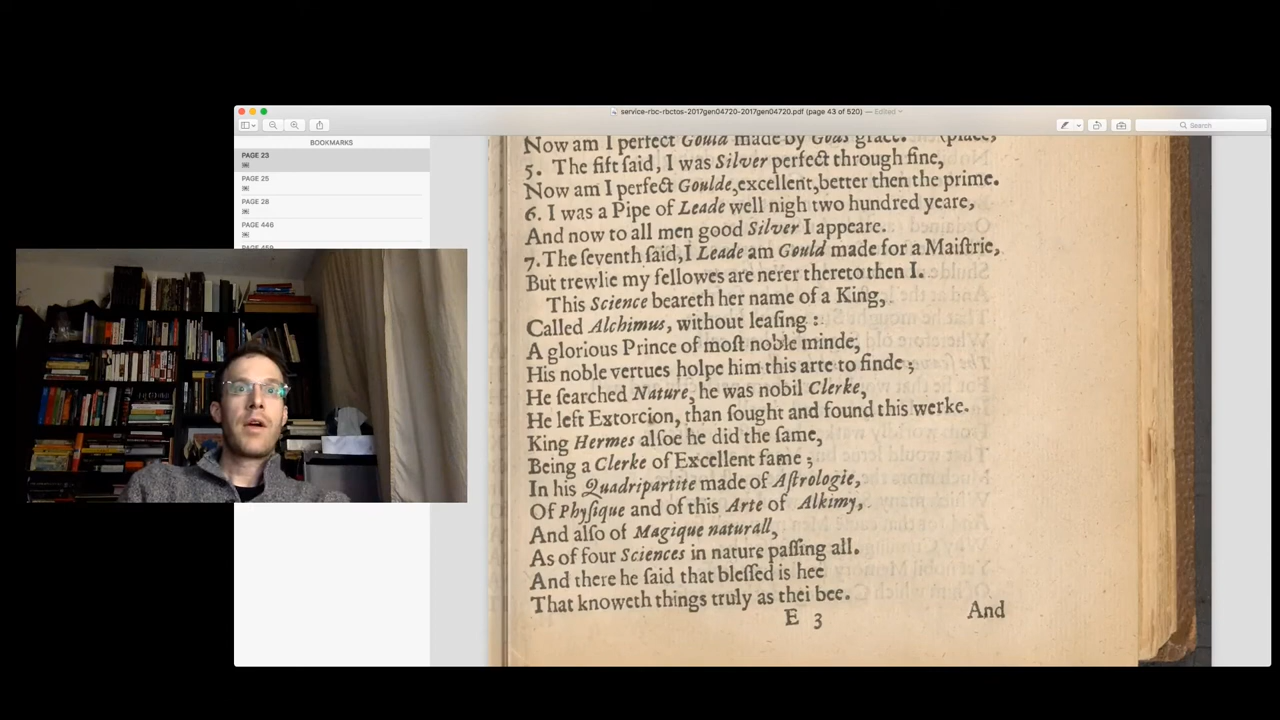 service-rbc-rbctos-2017gen04720-2017gen04720.pdf (page 43 of 520) — Edited
Search
BOOKMARKS
PAGE 23
PAGE 25
PAGE 28
PAGE 446
Now am I perfect Gould made by Gods grace. (place,
5. The fift ſaid, I was Silver perfect through fine,
Now am I perfect Goulde,excellent,better then the prime.
6. I was a Pipe of Leade well nigh two hundred yeare,
And now to all men good Silver I appeare.
7. The ſeventh ſaid,I Leade am Gould made for a Maiſtrie,
But trewlie my fellowes are nerer thereto then I.
This Science beareth her name of a King,
Called Alchimus, without leaſing :
A glorious Prince of moſt noble minde,
His noble vertues holpe him this arte to finde ;
He ſearched Nature, he was nobil Clerke,
He left Extorcion, than ſought and found this werke.
King Hermes alſoe he did the ſame,
Being a Clerke of Excellent fame ;
In his Quadripartite made of Aſtrologie,
Of Phyſique and of this Arte of Alkimy,
And alſo of Magique naturall,
As of four Sciences in nature paſſing all.
And there he ſaid that bleſſed is hee
That knoweth things truly as thei bee.
E 3 And